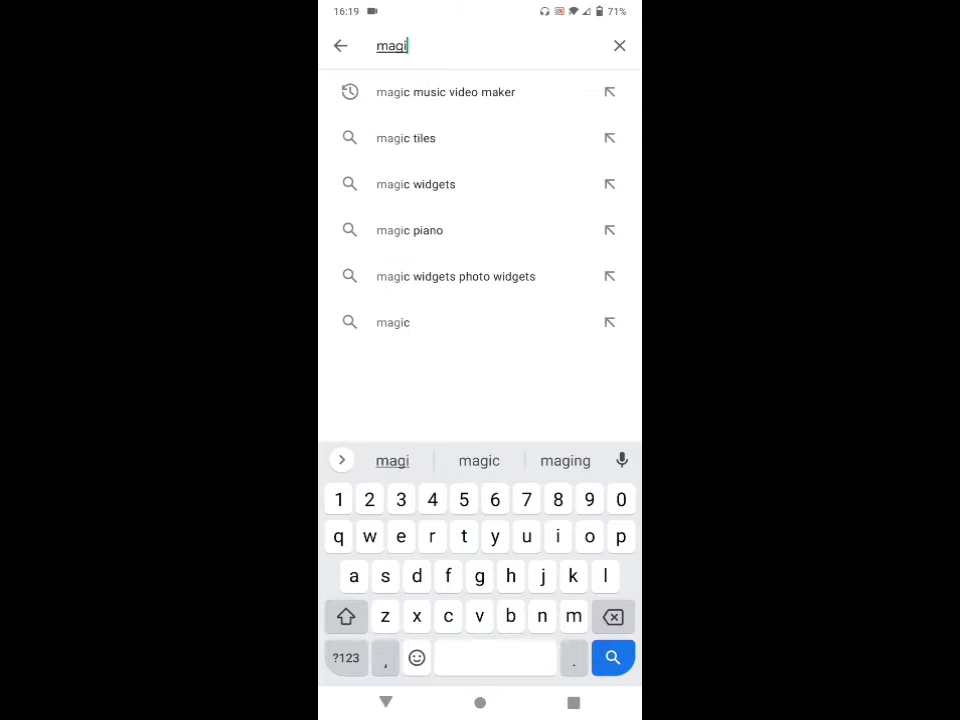 16:19 71%
magi
magic music video maker
magic tiles
magic widgets
magic piano
magic widgets photo widgets
magic
magi magic maging
1 2 3 4 5 6 7 8 9 0
q w e r t y u i o p
a s d f g h j k l
z x c v b n m
?123 , .